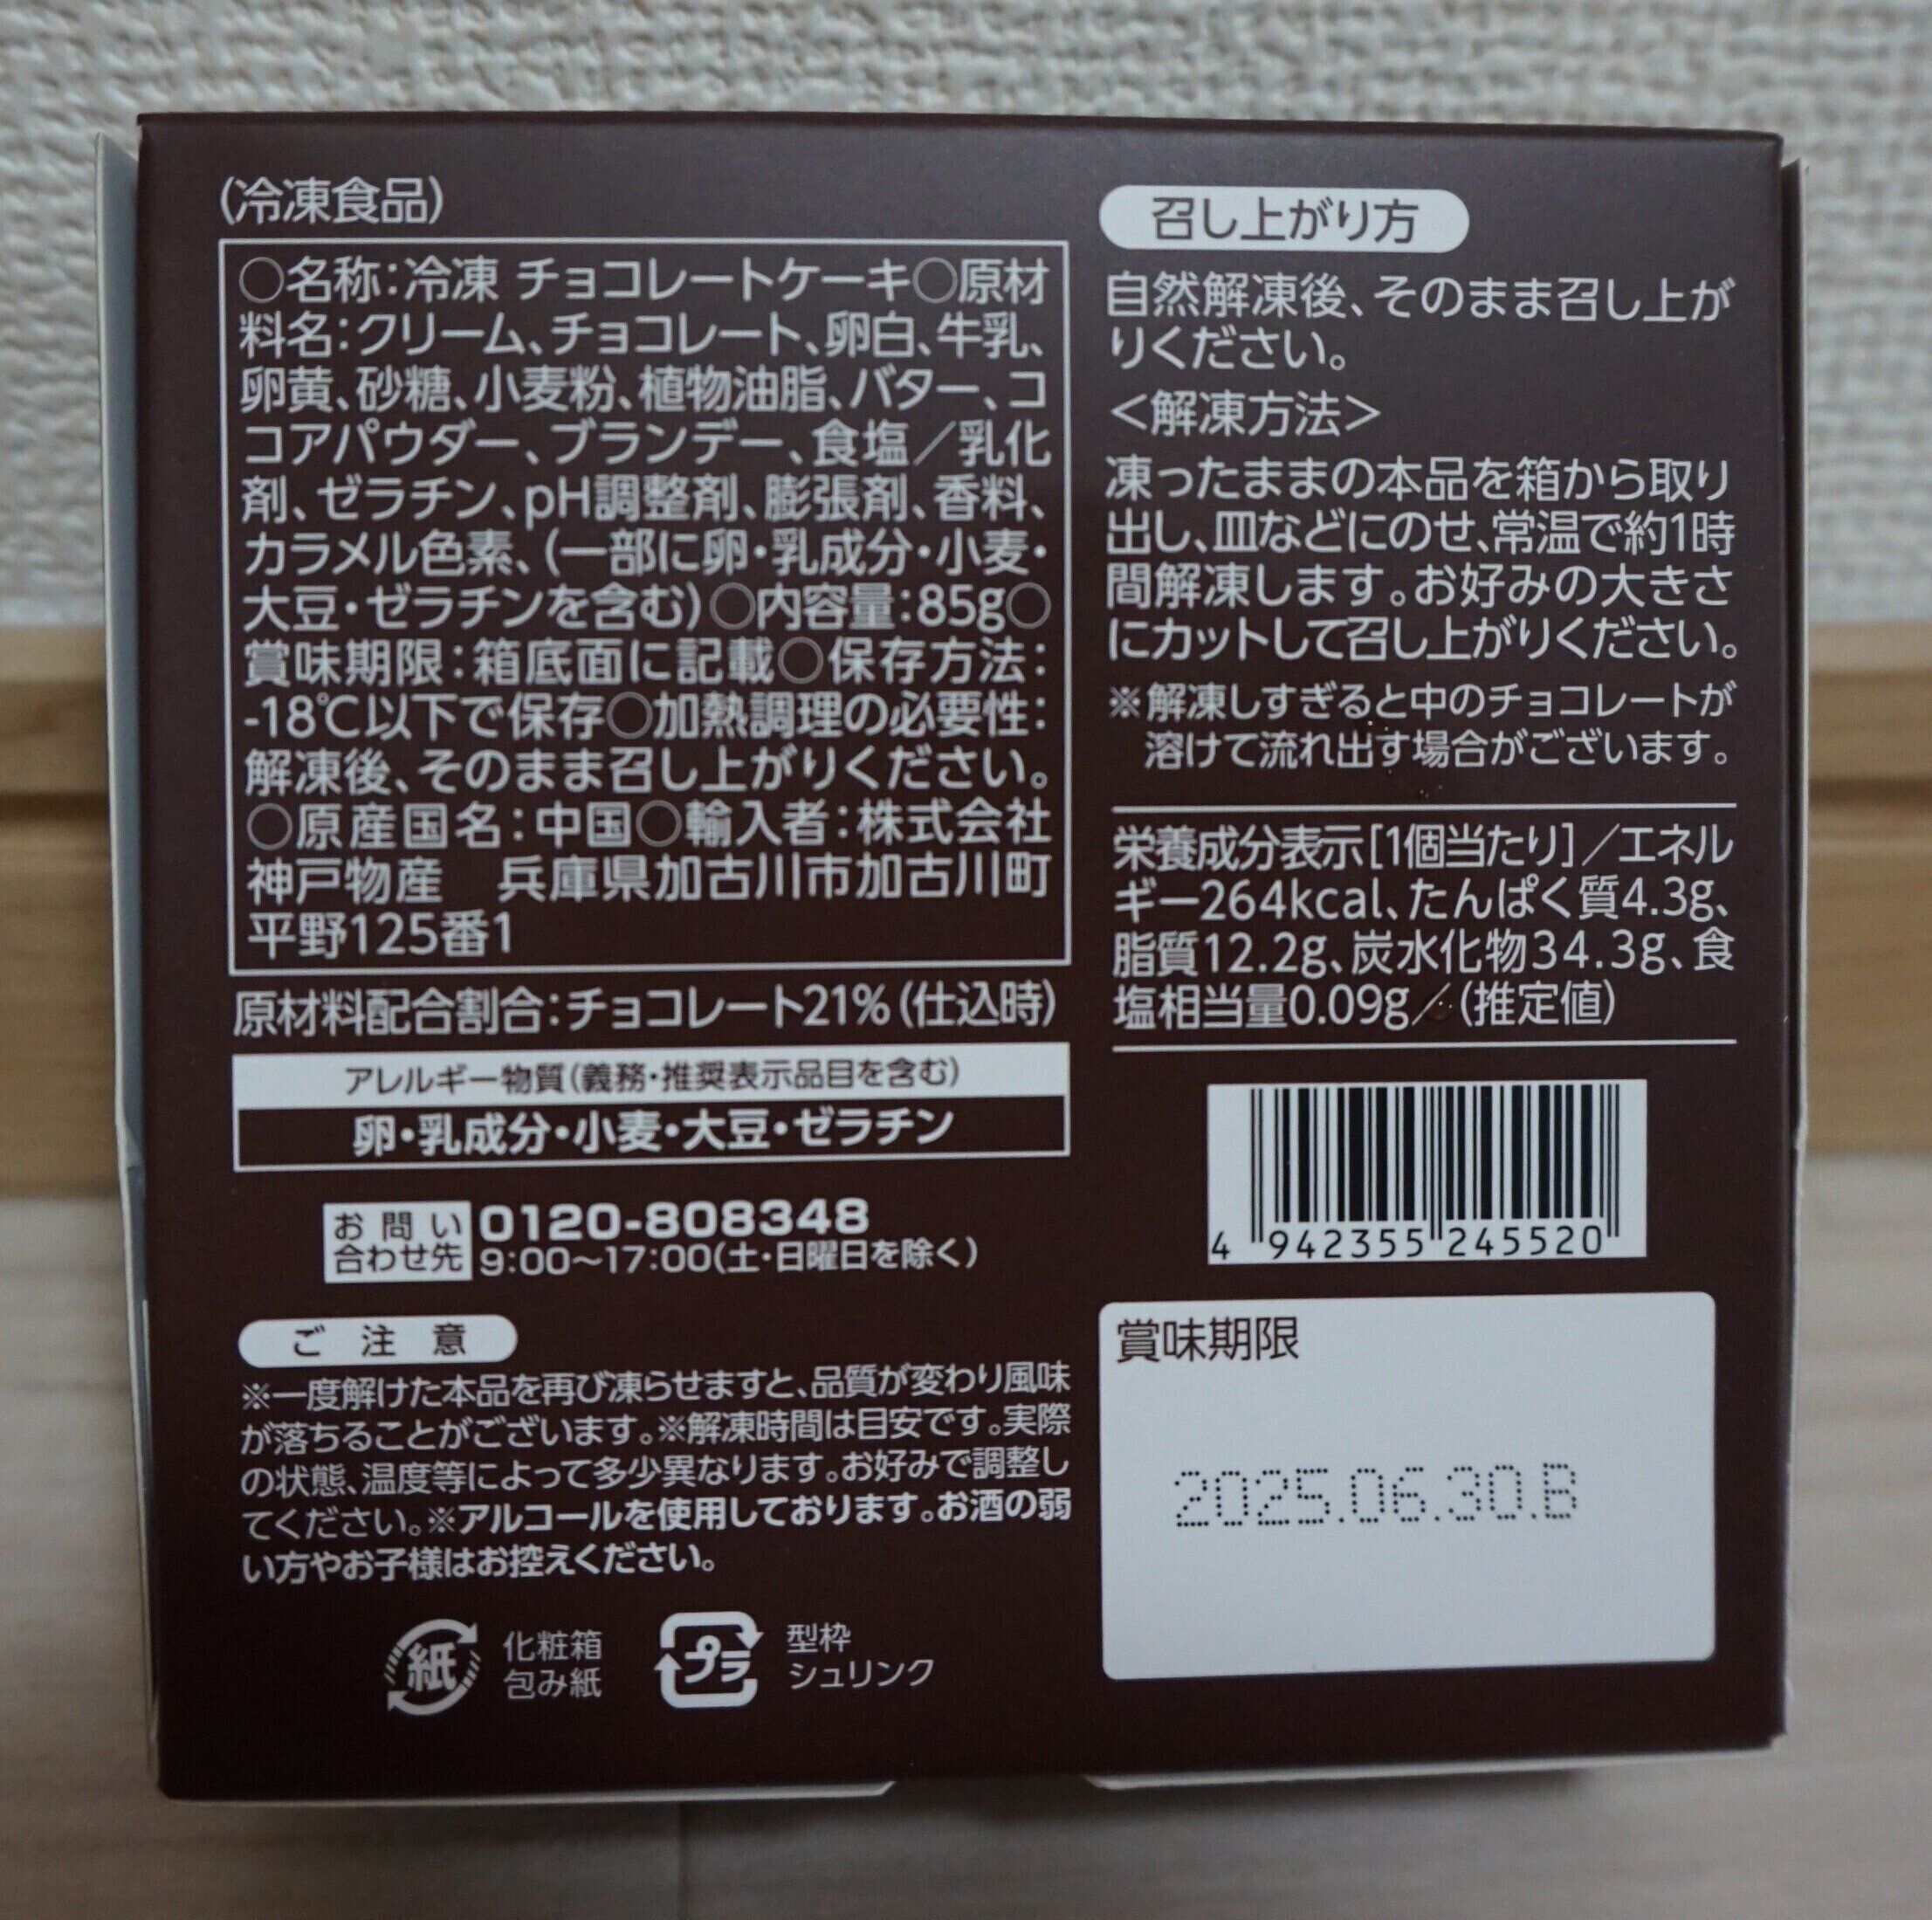 (冷凍食品)
○名称：冷凍 チョコレートケーキ○原材
料名：クリーム、チョコレート、卵白、牛乳、
卵黄、砂糖、小麦粉、植物油脂、バター、コ
コアパウダー、ブランデー、食塩／乳化
剤、ゼラチン、pH調整剤、膨張剤、香料、
カラメル色素、(一部に卵・乳成分・小麦・
大豆・ゼラチンを含む)○内容量：85g○
賞味期限：箱底面に記載○保存方法：
-18℃以下で保存○加熱調理の必要性：
解凍後、そのまま召し上がりください。
○原産国名：中国○輸入者：株式会社
神戸物産　兵庫県加古川市加古川町
平野125番1
原材料配合割合：チョコレート21%(仕込時)
アレルギー物質(義務・推奨表示品目を含む)
卵・乳成分・小麦・大豆・ゼラチン
お問い
合わせ先
0120-808348
9:00〜17:00(土・日曜日を除く)
ご注意
※一度解けた本品を再び凍らせますと、品質が変わり風味
が落ちることがございます。※解凍時間は目安です。実際
の状態、温度等によって多少異なります。お好みで調整し
てください。※アルコールを使用しております。お酒の弱
い方やお子様はお控えください。
紙
化粧箱
包み紙
プラ
型枠
シュリンク
召し上がり方
自然解凍後、そのまま召し上が
りください。
＜解凍方法＞
凍ったままの本品を箱から取り
出し、皿などにのせ、常温で約1時
間解凍します。お好みの大きさ
にカットして召し上がりください。
※解凍しすぎると中のチョコレートが
溶けて流れ出す場合がございます。
栄養成分表示[1個当たり]／エネル
ギー264kcal、たんぱく質4.3g、
脂質12.2g、炭水化物34.3g、食
塩相当量0.09g／(推定値)
4 942355 245520
賞味期限
2025.06.30.B